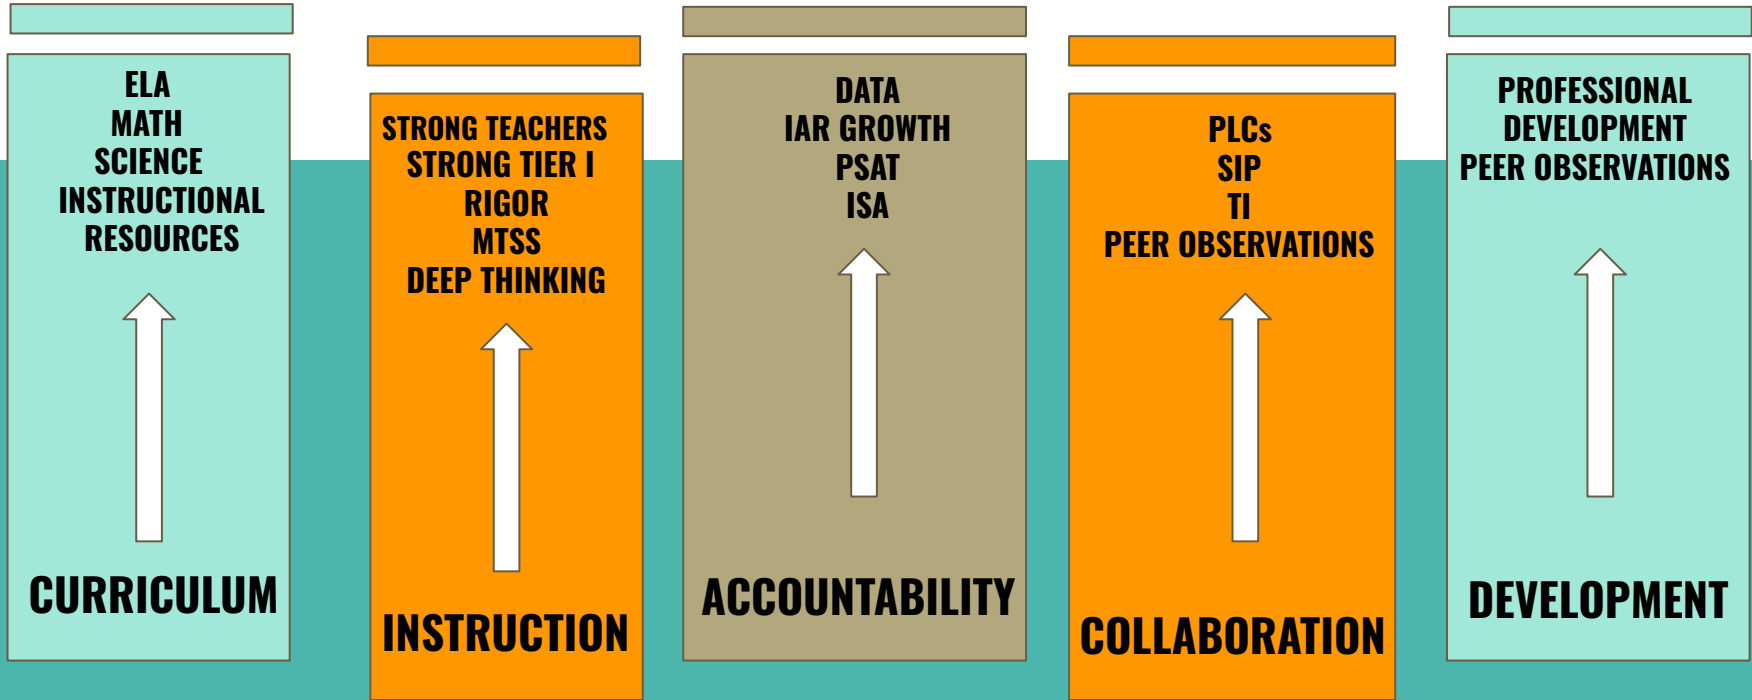 ELA
MATH
SCIENCE
INSTRUCTIONAL
RESOURCES
CURRICULUM
STRONG TEACHERS
STRONG TIER I
RIGOR
MTSS
DEEP THINKING
INSTRUCTION
DATA
IAR GROWTH
PSAT
ISA
ACCOUNTABILITY
PLCs
SIP
TI
PEER OBSERVATIONS
COLLABORATION
PROFESSIONAL
DEVELOPMENT
PEER OBSERVATIONS
DEVELOPMENT